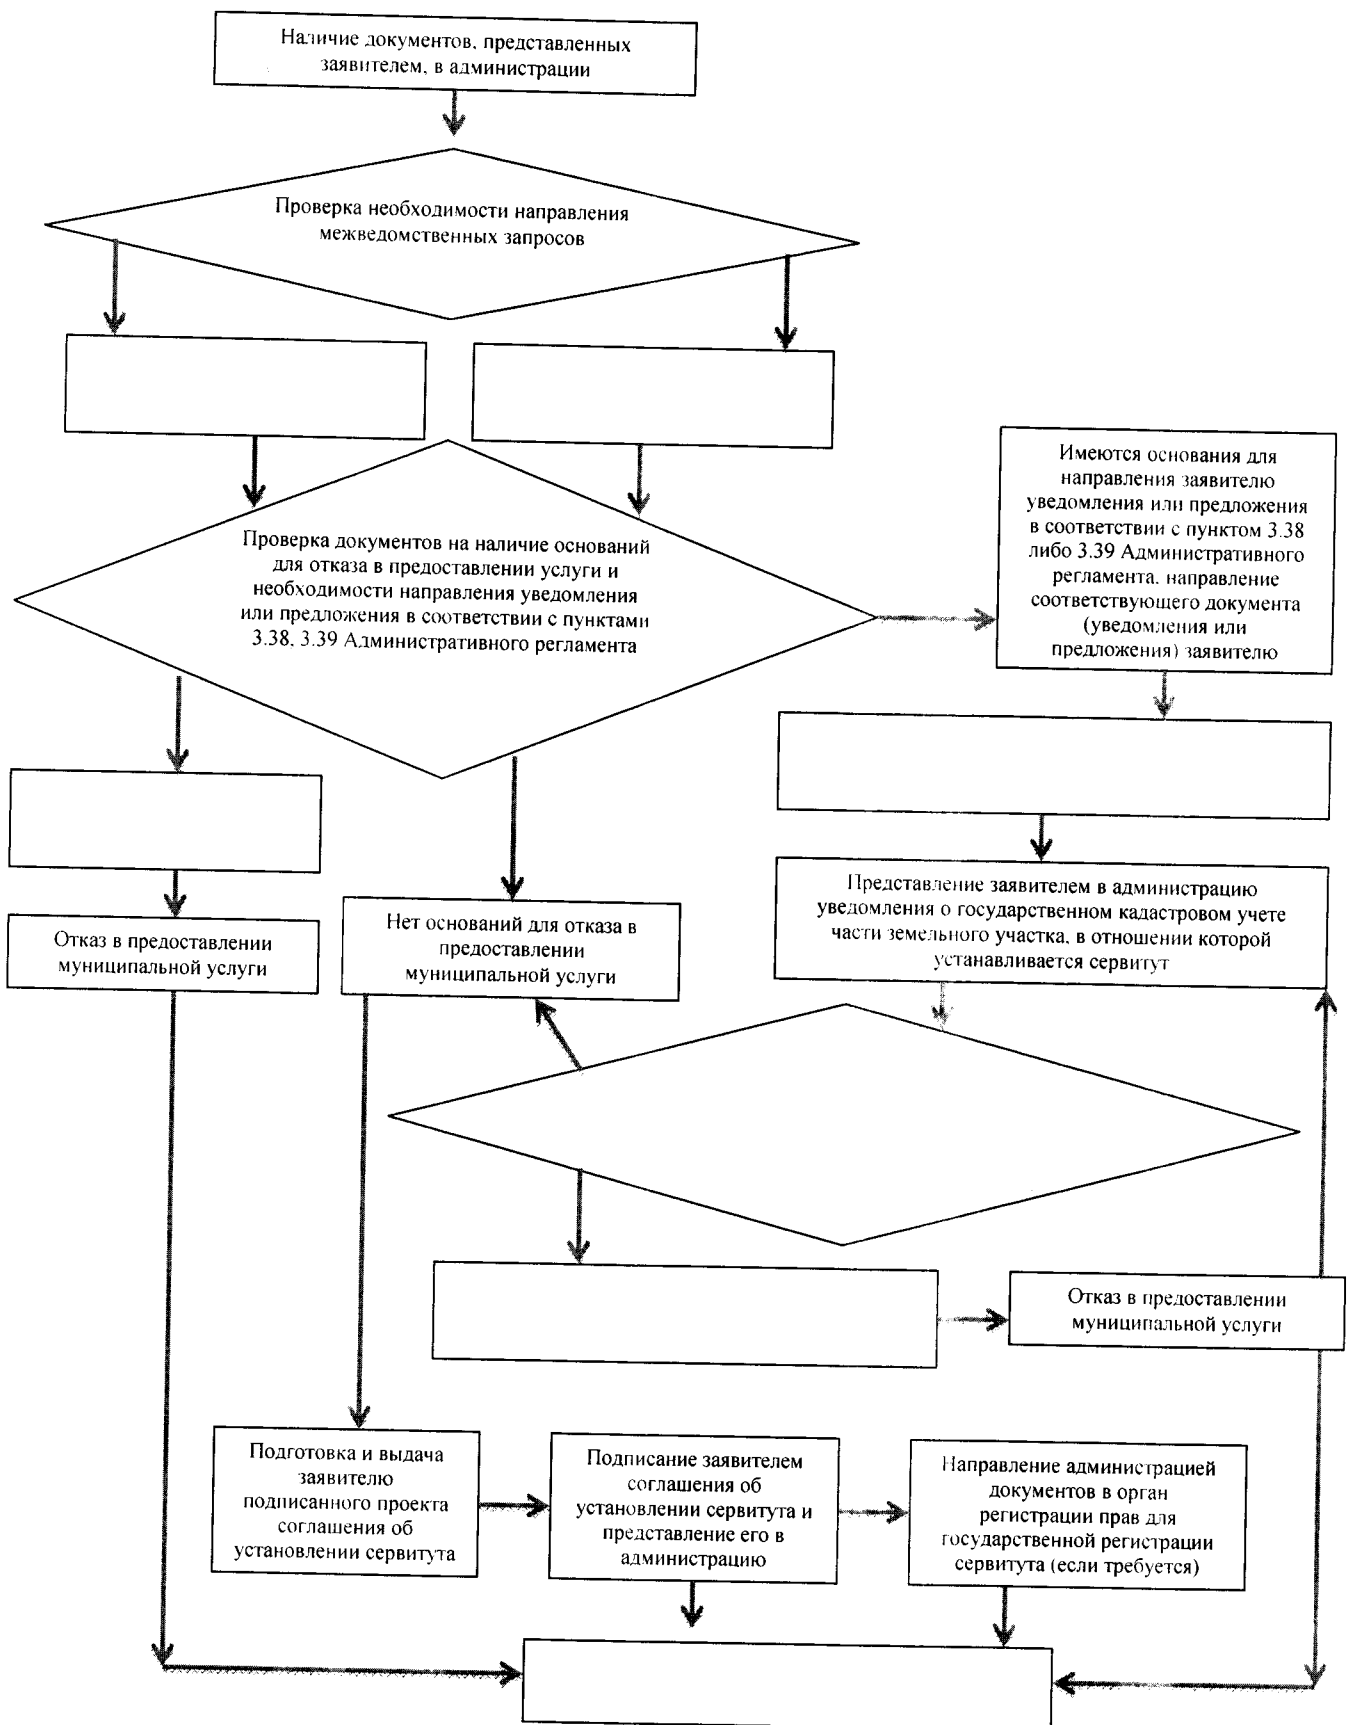 Наличие документов, представленных
заявителем, в администрации
Проверка необходимости направления
межведомственных запросов
Имеются основания для
направления заявителю
уведомления или предложения
в соответствии с пунктом 3.38
либо 3.39 Административного
регламента, направление
соответствующего документа
(уведомления или
предложения) заявителю
Проверка документов на наличие оснований
для отказа в предоставлении услуги и
необходимости направления уведомления
или предложения в соответствии с пунктами
3.38, 3.39 Административного регламента
Представление заявителем в администрацию
уведомления о государственном кадастровом учете
части земельного участка, в отношении которой
устанавливается сервитут
Отказ в предоставлении
муниципальной услуги
Нет оснований для отказа в
предоставлении
муниципальной услуги
Отказ в предоставлении
муниципальной услуги
Подготовка и выдача
заявителю
подписанного проекта
соглашения об
установлении сервитута
Подписание заявителем
соглашения об
установлении сервитута и
представление его в
администрацию
Направление администрацией
документов в орган
регистрации прав для
государственной регистрации
сервитута (если требуется)